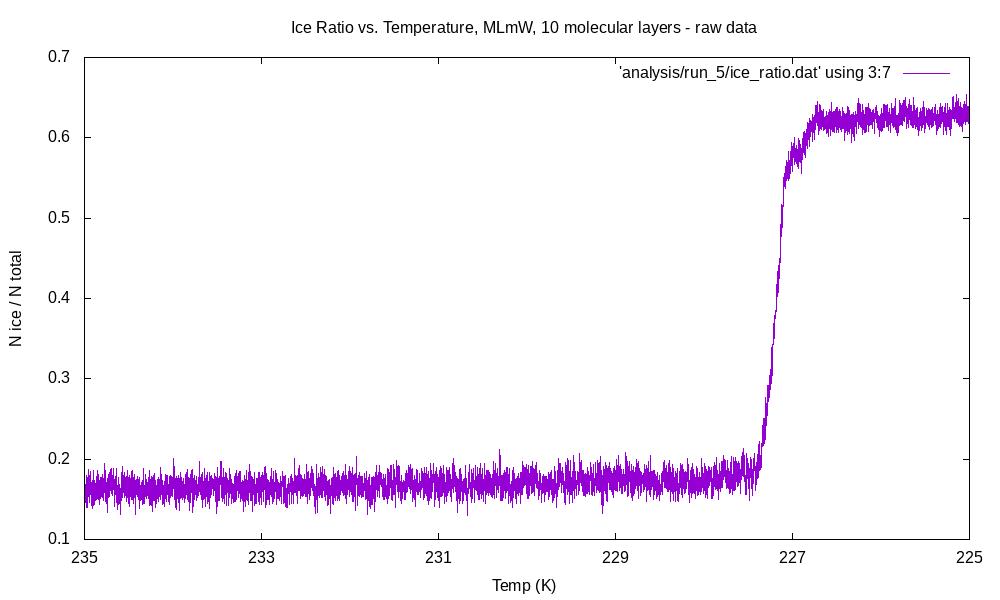 Ice Ratio vs. Temperature, MLmW, 10 molecular layers - raw data
'analysis/run_5/ice_ratio.dat' using 3:7
N ice / N total
0.7
0.6
0.5
0.4
0.3
0.2
0.1
235 233 231 229 227 225
Temp (K)